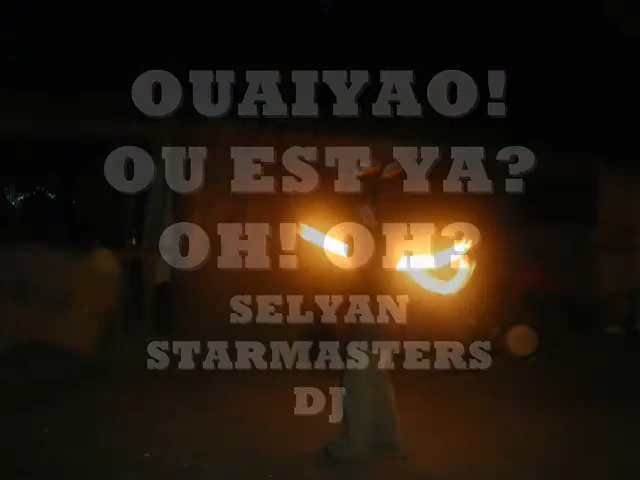 OUAIYAO!
OU EST YA?
OH! OH?
SELYAN
STARMASTERS
DJ